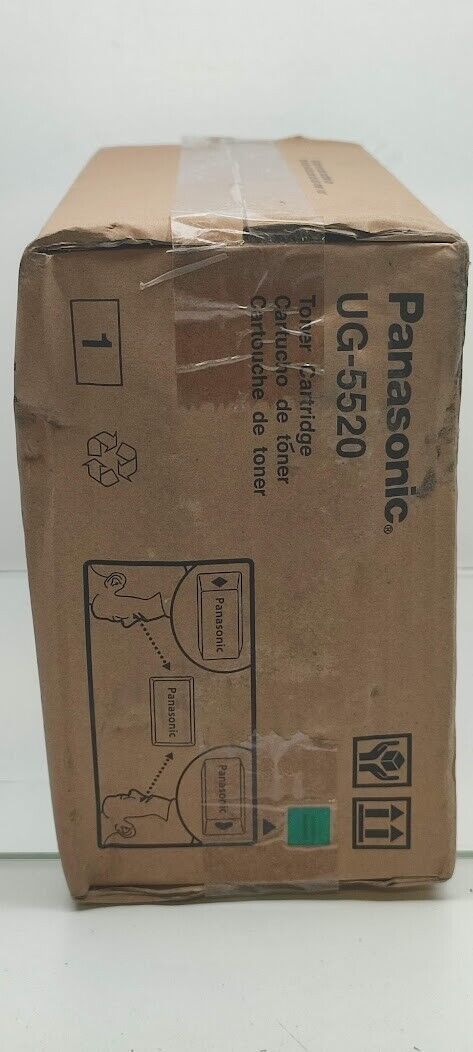 Panasonic®
UG-5520
Toner Cartridge
Cartucho de tóner
Cartouche de toner
1
Panasonic
Panasonic
Panasonic